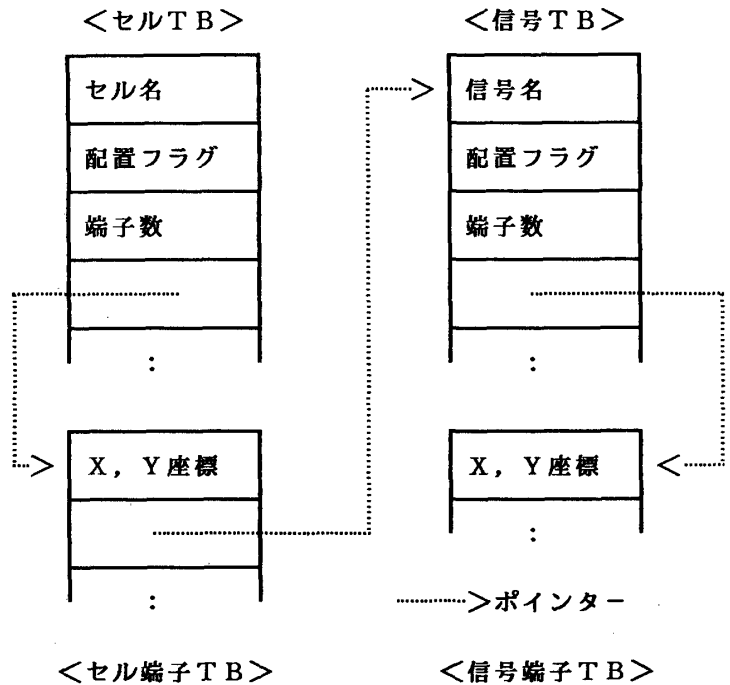 ＜セルＴＢ＞
セル名
配置フラグ
端子数
：
Ｘ，Ｙ座標
：
＜セル端子ＴＢ＞
＜信号ＴＢ＞
信号名
配置フラグ
端子数
：
Ｘ，Ｙ座標
：
＞ポインター
＜信号端子ＴＢ＞